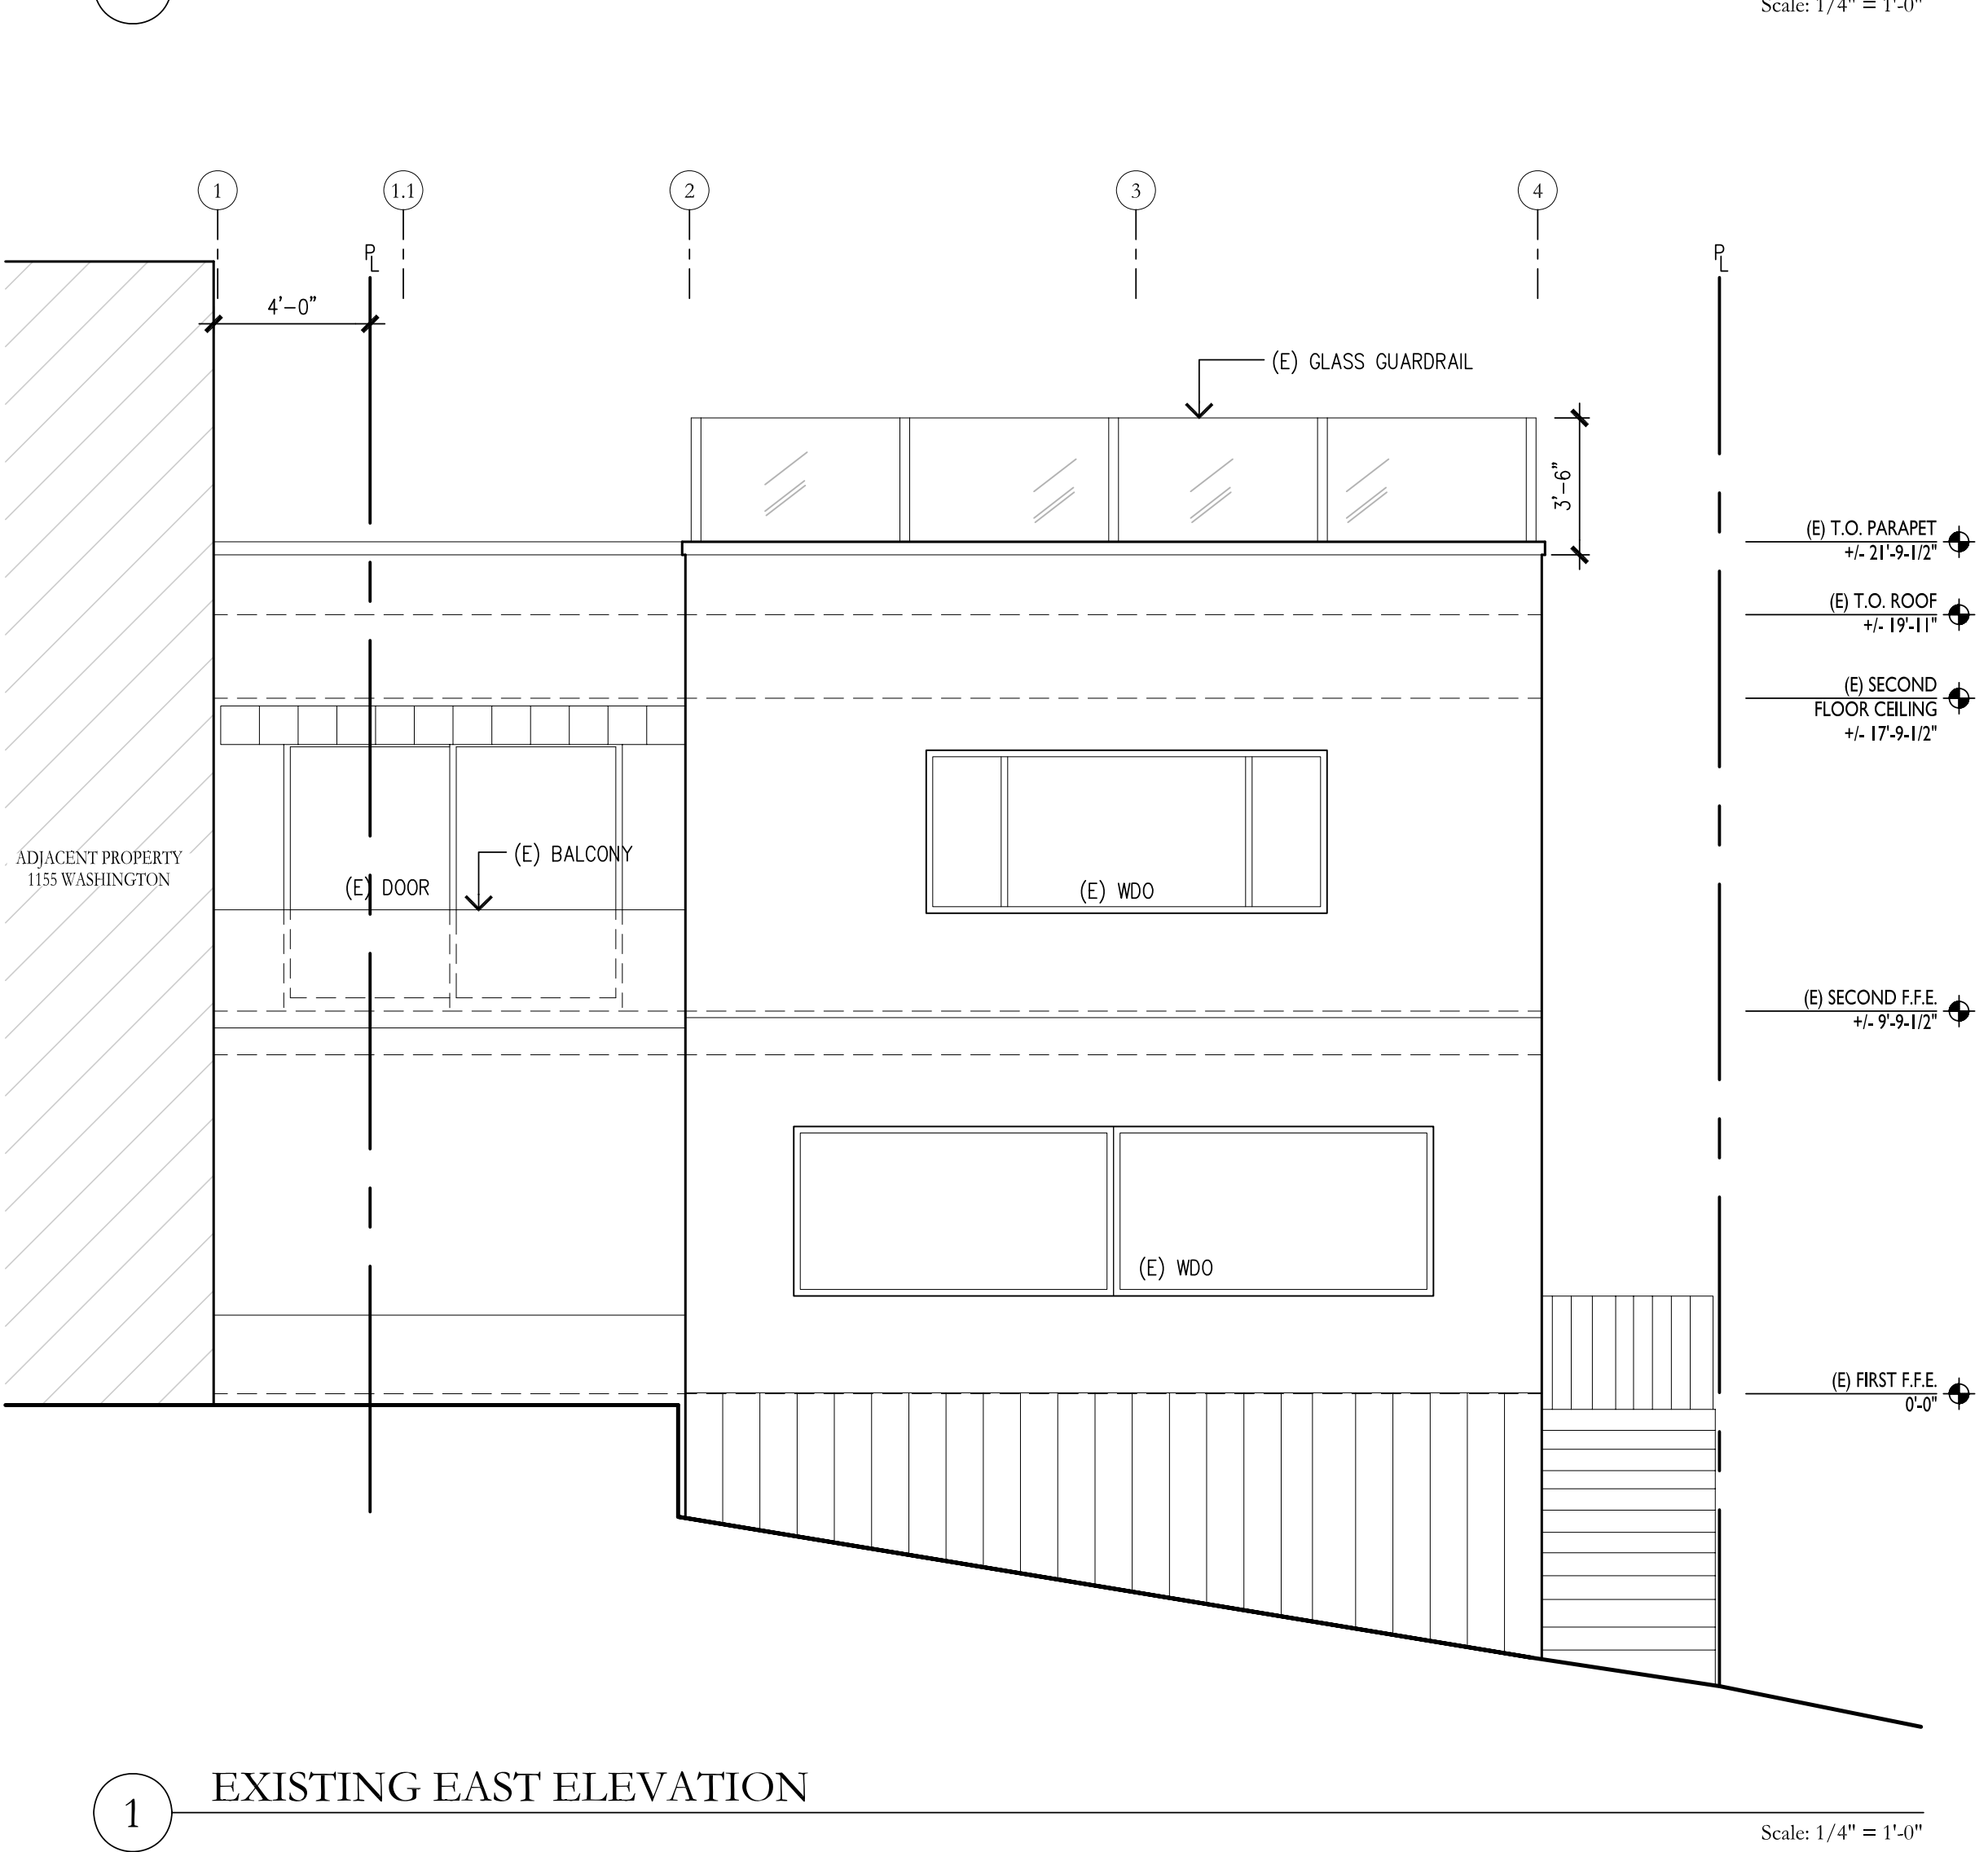 Scale: 1/4" = 1'-0"
1
1.1
2
3
4
PL
PL
4'-0"
(E) GLASS GUARDRAIL
3'-6"
(E) T.O. PARAPET
+/- 21'-9-1/2"
(E) T.O. ROOF
+/- 19'-11"
(E) SECOND
FLOOR CEILING
+/- 17'-9-1/2"
ADJACENT PROPERTY
1155 WASHINGTON
(E) BALCONY
(E) DOOR
(E) WDO
(E) SECOND F.F.E.
+/- 9'-9-1/2"
(E) WDO
(E) FIRST F.F.E.
0'-0"
1
EXISTING EAST ELEVATION
Scale: 1/4" = 1'-0"